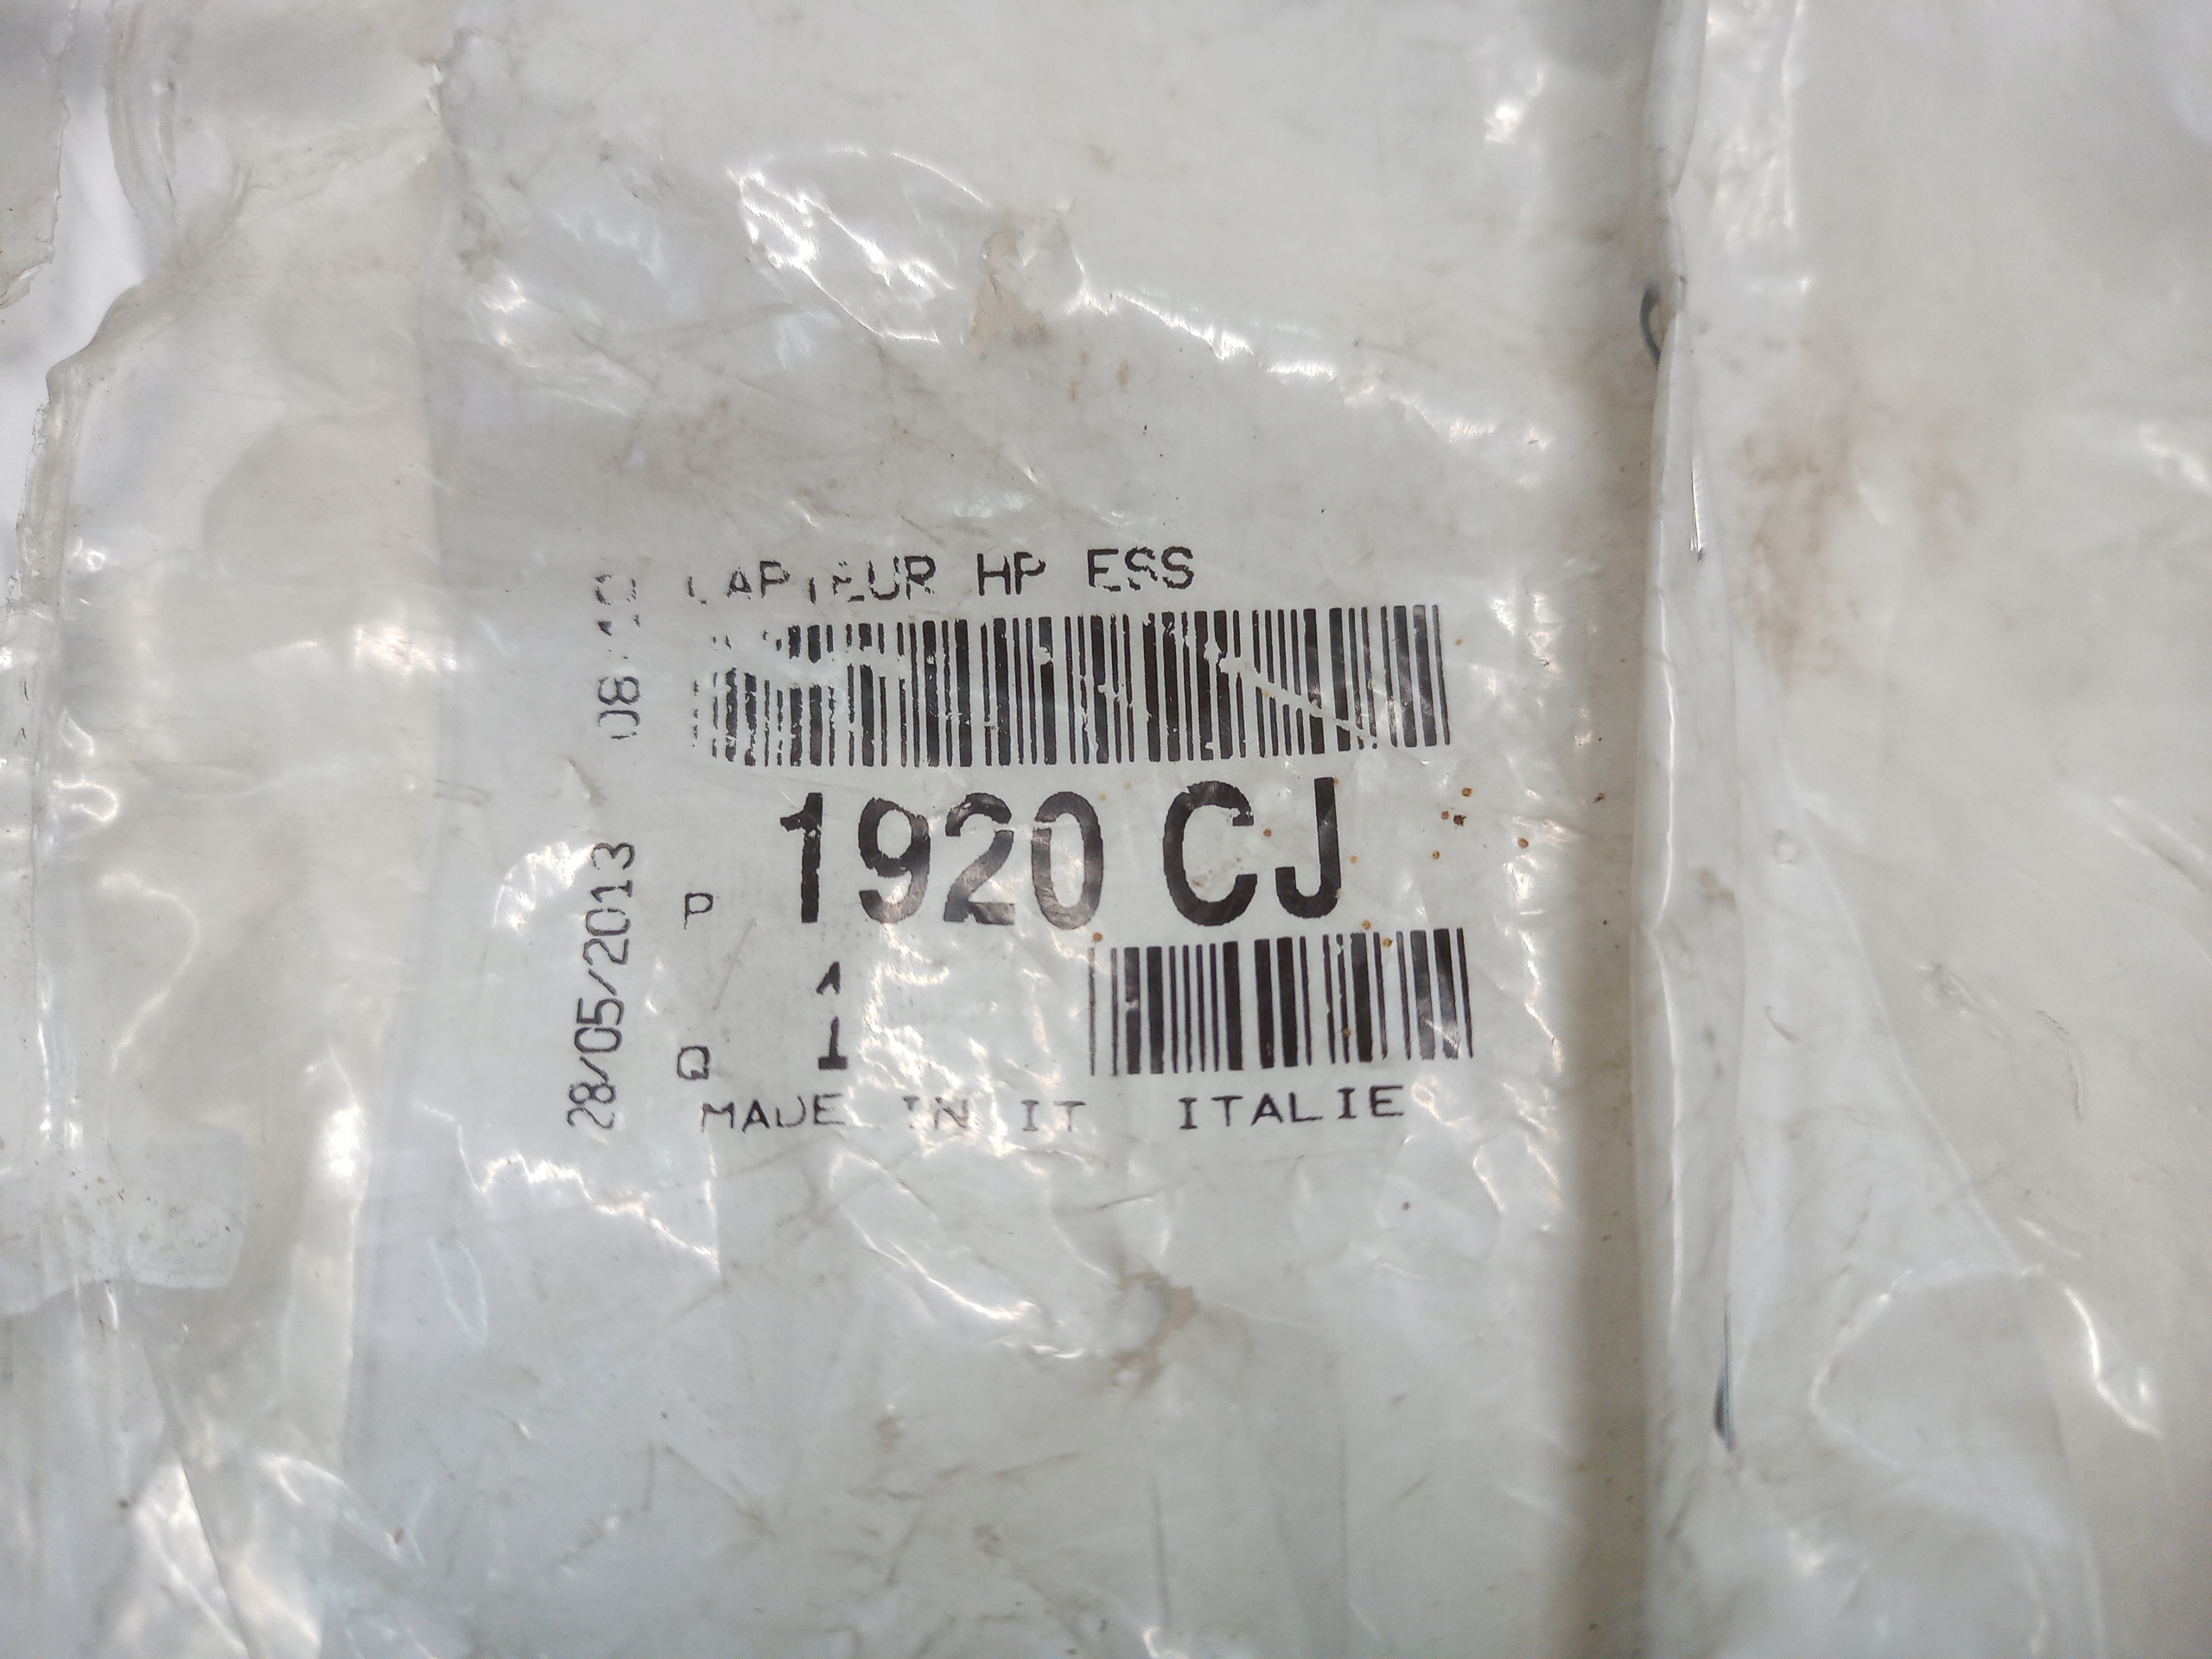 CAPTEUR HP ESS
P 1920 CJ
Q 1
MADE IN IT ITALIE
28/05/2013